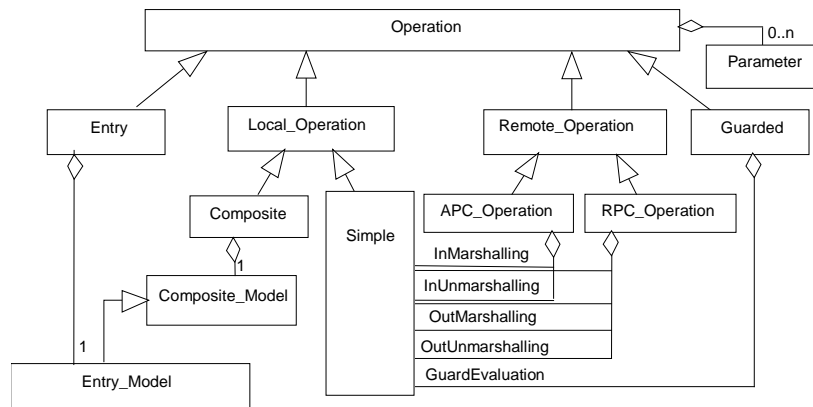 Operation
0..n
Parameter
Entry
Local_Operation
Remote_Operation
Guarded
Composite
Simple
APC_Operation
RPC_Operation
InMarshalling
1
Composite_Model
InUnmarshalling
OutMarshalling
1
OutUnmarshalling
Entry_Model
GuardEvaluation